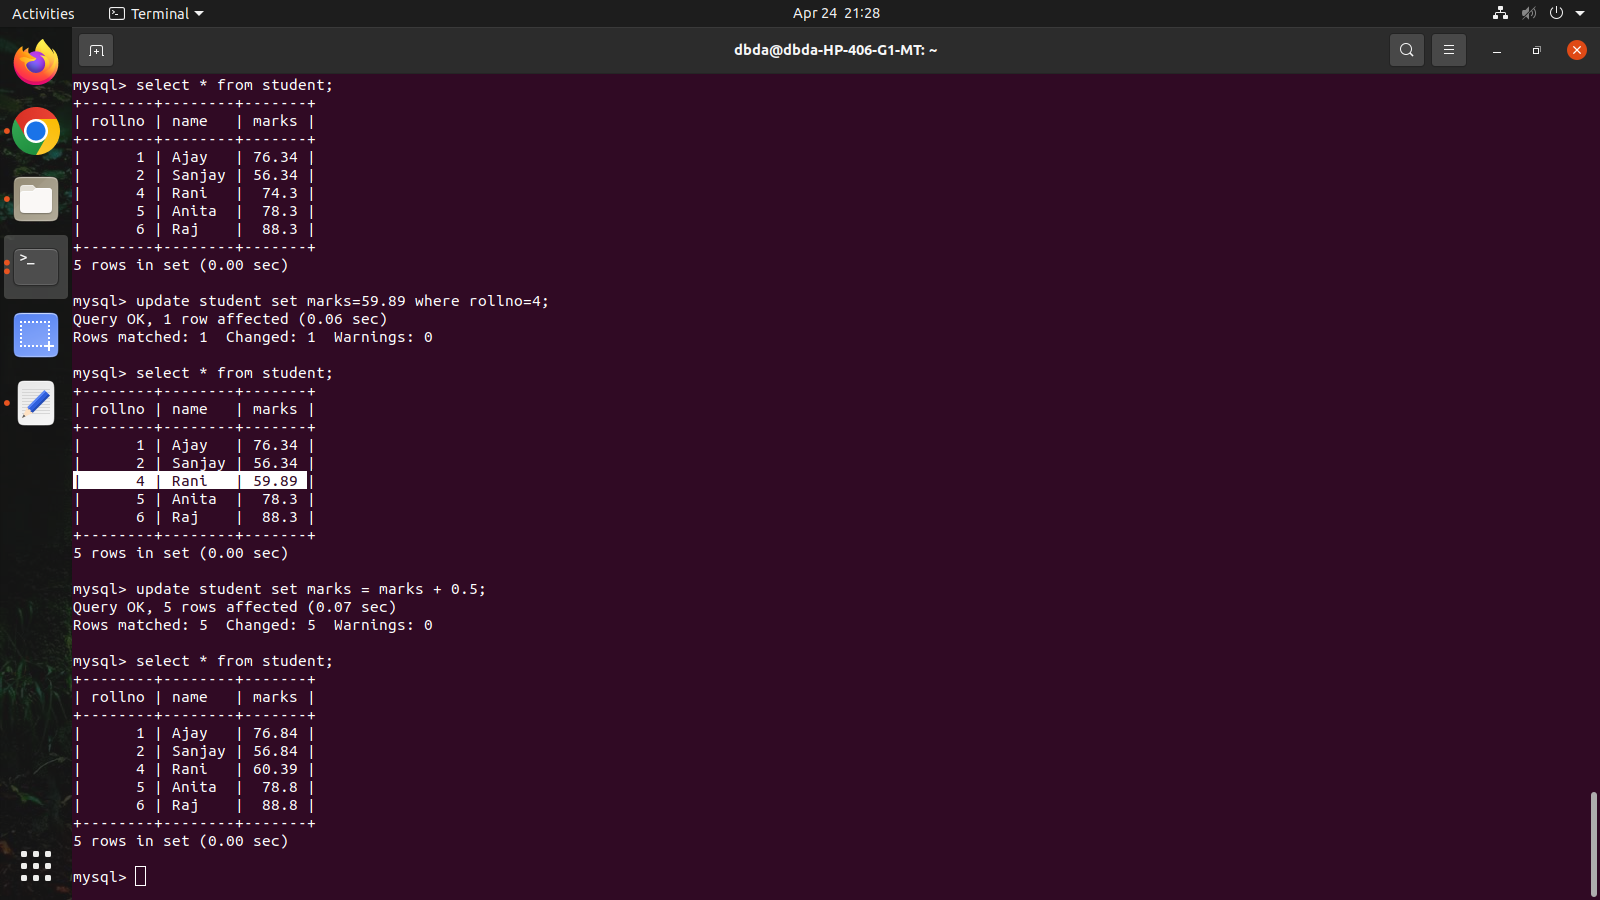 Activities Terminal Apr 24 21:28
dbda@dbda-HP-406-G1-MT: ~
mysql> select * from student;
+--------+--------+-------+
| rollno | name   | marks |
+--------+--------+-------+
|      1 | Ajay   | 76.34 |
|      2 | Sanjay | 56.34 |
|      4 | Rani   |  74.3 |
|      5 | Anita  |  78.3 |
|      6 | Raj    |  88.3 |
+--------+--------+-------+
5 rows in set (0.00 sec)

mysql> update student set marks=59.89 where rollno=4;
Query OK, 1 row affected (0.06 sec)
Rows matched: 1  Changed: 1  Warnings: 0

mysql> select * from student;
+--------+--------+-------+
| rollno | name   | marks |
+--------+--------+-------+
|      1 | Ajay   | 76.34 |
|      2 | Sanjay | 56.34 |
|      4 | Rani   | 59.89 |
|      5 | Anita  |  78.3 |
|      6 | Raj    |  88.3 |
+--------+--------+-------+
5 rows in set (0.00 sec)

mysql> update student set marks = marks + 0.5;
Query OK, 5 rows affected (0.07 sec)
Rows matched: 5  Changed: 5  Warnings: 0

mysql> select * from student;
+--------+--------+-------+
| rollno | name   | marks |
+--------+--------+-------+
|      1 | Ajay   | 76.84 |
|      2 | Sanjay | 56.84 |
|      4 | Rani   | 60.39 |
|      5 | Anita  |  78.8 |
|      6 | Raj    |  88.8 |
+--------+--------+-------+
5 rows in set (0.00 sec)

mysql>